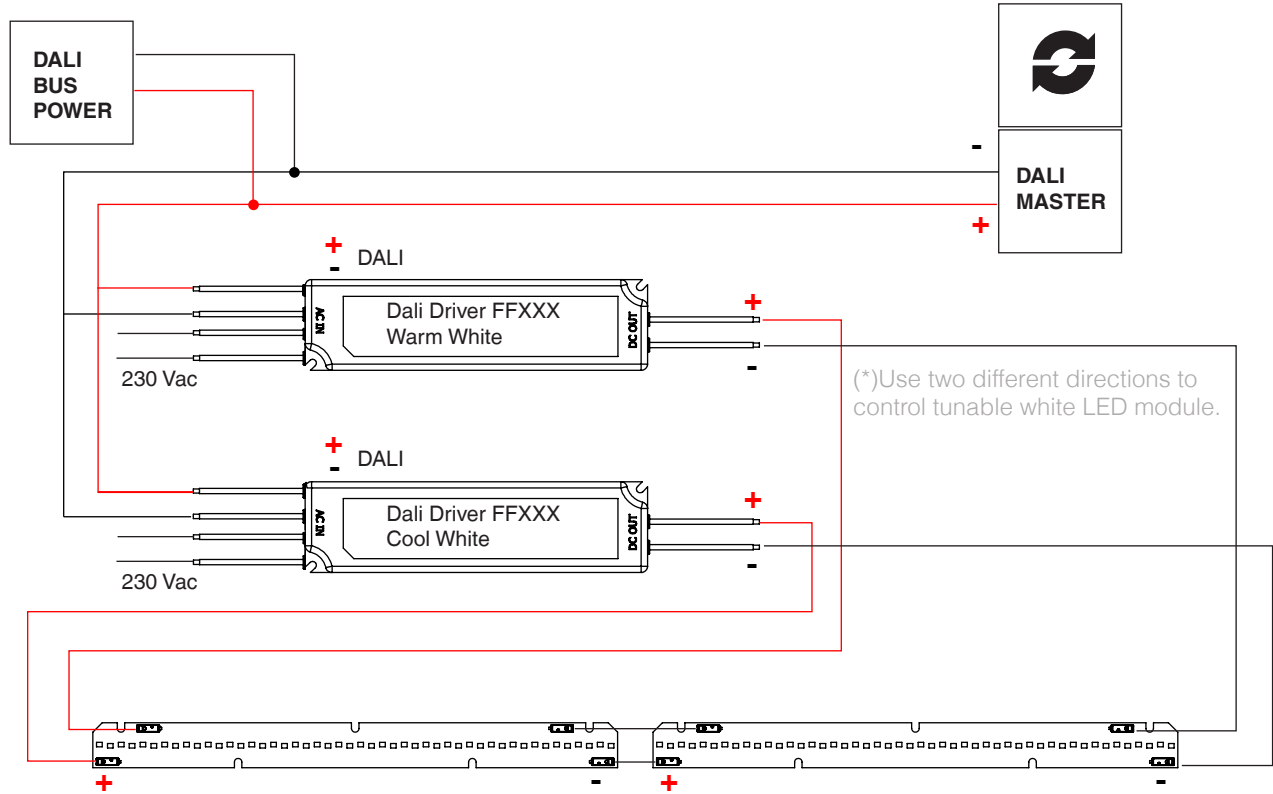 DALI
BUS
POWER
-
DALI
MASTER
+
+
-
DALI
AC IN
Dali Driver FFXXX
Warm White
DC OUT
+
-
230 Vac
(*)Use two different directions to
control tunable white LED module.
+
-
DALI
AC IN
Dali Driver FFXXX
Cool White
DC OUT
+
-
230 Vac
+
-
+
-